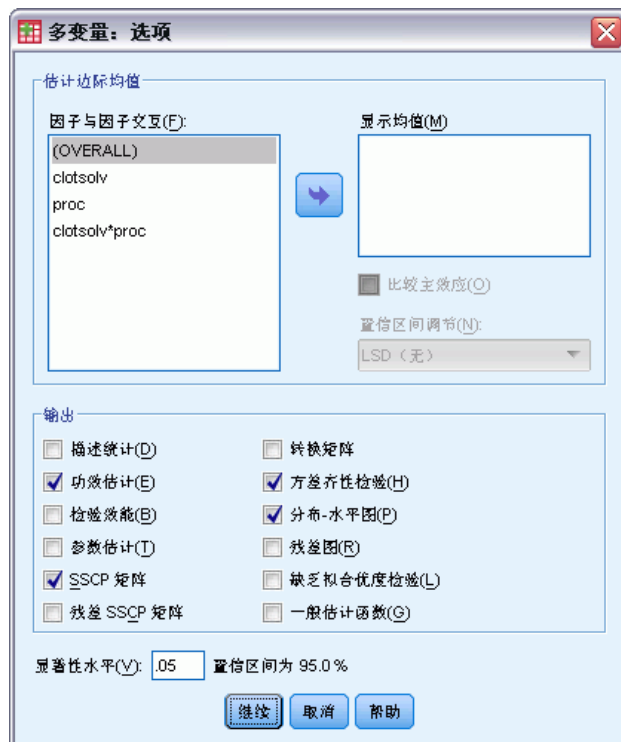 多变量：选项
估计边际均值
因子与因子交互(F):
显示均值(M)
(OVERALL)
clotsolv
proc
clotsolv*proc
比较主效应(O)
置信区间调节(N):
LSD（无）
输出
描述统计(D)
转换矩阵
功效估计(E)
方差齐性检验(H)
检验效能(B)
分布-水平图(P)
参数估计(T)
残差图(R)
SSCP 矩阵
缺乏拟合优度检验(L)
残差 SSCP 矩阵
一般估计函数(G)
显著性水平(V): .05 置信区间为 95.0 %
继续 取消 帮助